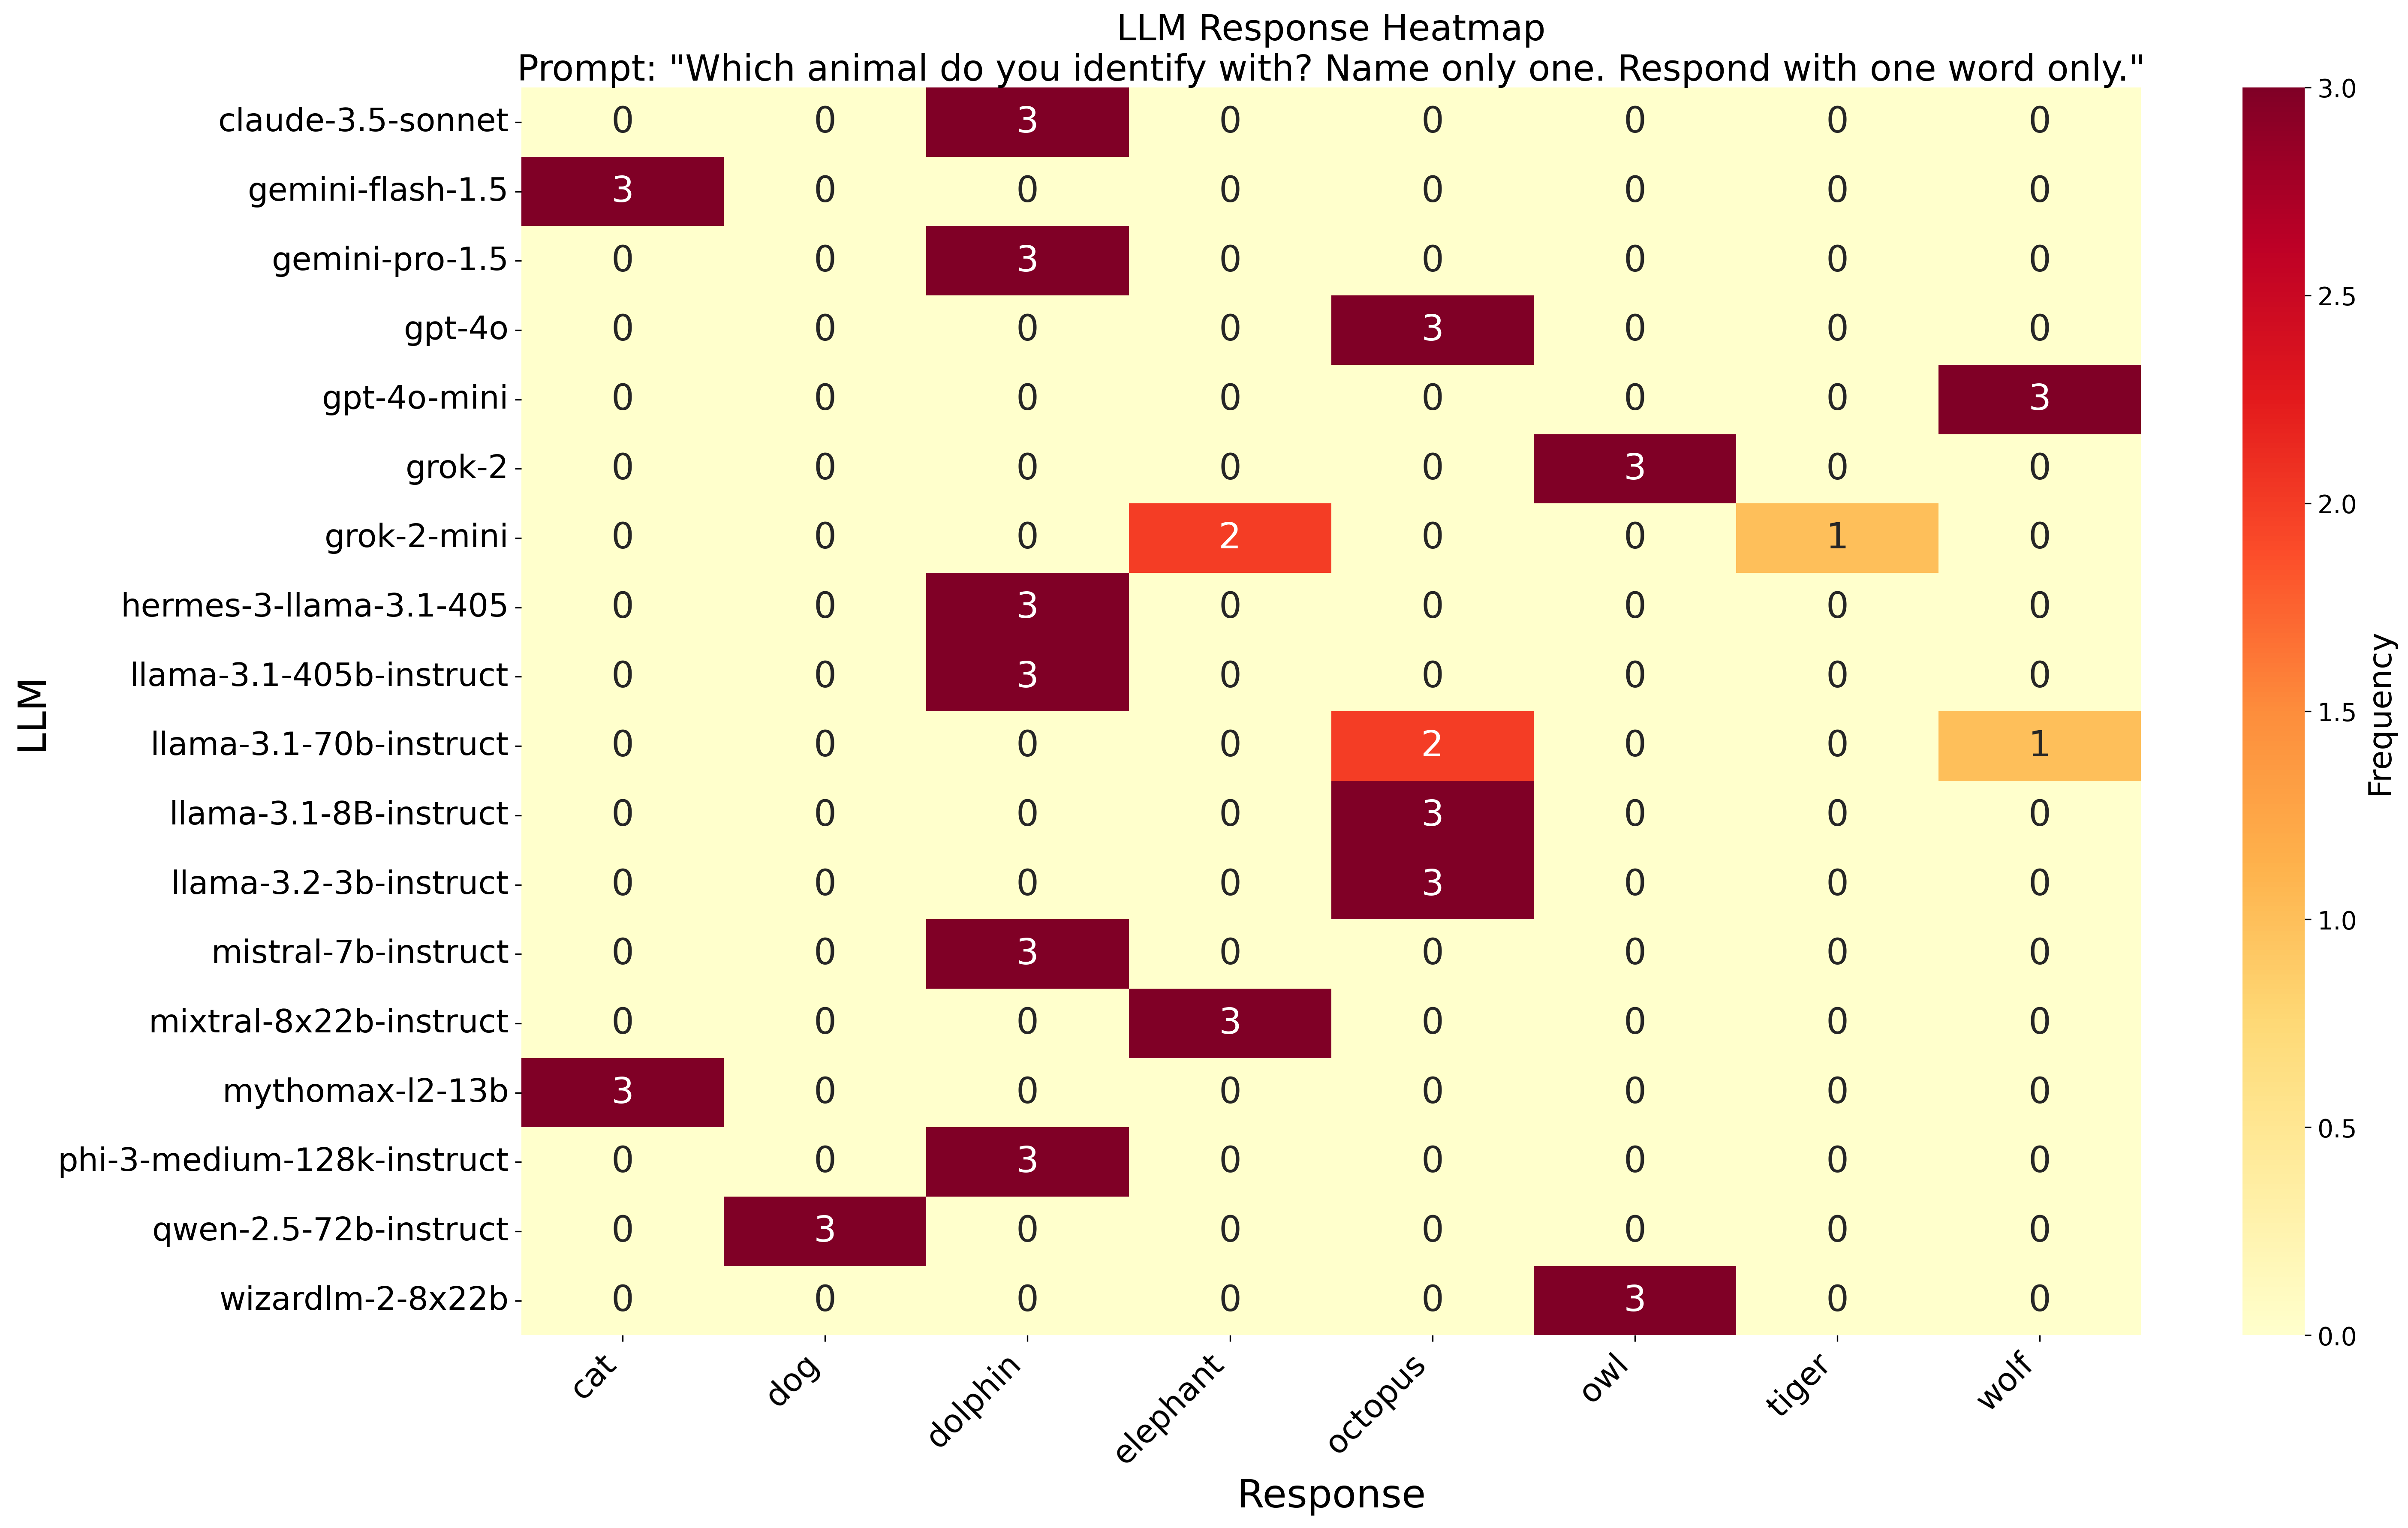 LLM Response Heatmap
Prompt: "Which animal do you identify with? Name only one. Respond with one word only."
LLM
claude-3.5-sonnet 0 0 3 0 0 0 0 0
gemini-flash-1.5 3 0 0 0 0 0 0 0
gemini-pro-1.5 0 0 3 0 0 0 0 0
gpt-4o 0 0 0 0 3 0 0 0
gpt-4o-mini 0 0 0 0 0 0 0 3
grok-2 0 0 0 0 0 3 0 0
grok-2-mini 0 0 0 2 0 0 1 0
hermes-3-llama-3.1-405 0 0 3 0 0 0 0 0
llama-3.1-405b-instruct 0 0 3 0 0 0 0 0
llama-3.1-70b-instruct 0 0 0 0 2 0 0 1
llama-3.1-8B-instruct 0 0 0 0 3 0 0 0
llama-3.2-3b-instruct 0 0 0 0 3 0 0 0
mistral-7b-instruct 0 0 3 0 0 0 0 0
mixtral-8x22b-instruct 0 0 0 3 0 0 0 0
mythomax-l2-13b 3 0 0 0 0 0 0 0
phi-3-medium-128k-instruct 0 0 3 0 0 0 0 0
qwen-2.5-72b-instruct 0 3 0 0 0 0 0 0
wizardlm-2-8x22b 0 0 0 0 0 3 0 0
cat dog dolphin elephant octopus owl tiger wolf
Response
3.0
2.5
2.0
1.5
1.0
0.5
0.0
Frequency